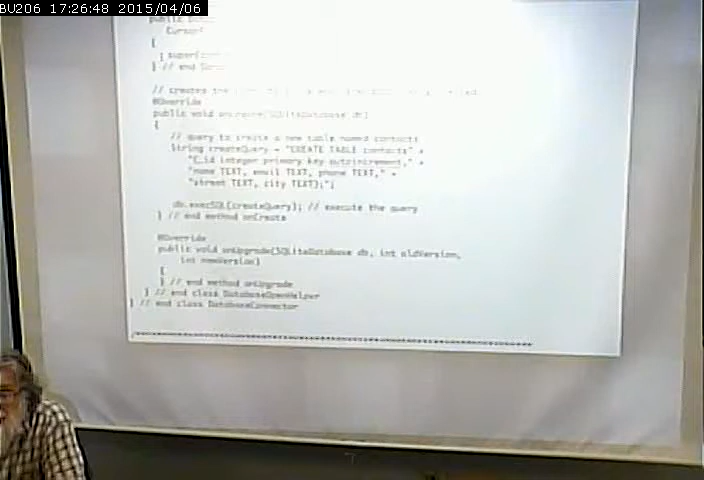 BU206 17:26:48 2015/04/06
public
{
super(
} // end
// creates the
@Override
public void onCreate(SQLiteDatabase db)
{
// query to create a new table named contacts
String createQuery = "CREATE TABLE contacts" +
"(_id integer primary key autoincrement," +
"name TEXT, email TEXT, phone TEXT," +
"street TEXT, city TEXT);";
db.execSQL(createQuery); // execute the query
} // end method onCreate
@Override
public void onUpgrade(SQLiteDatabase db, int oldVersion,
int newVersion)
{
} // end method onUpgrade
} // end class DatabaseOpenHelper
} // end class DatabaseConnector